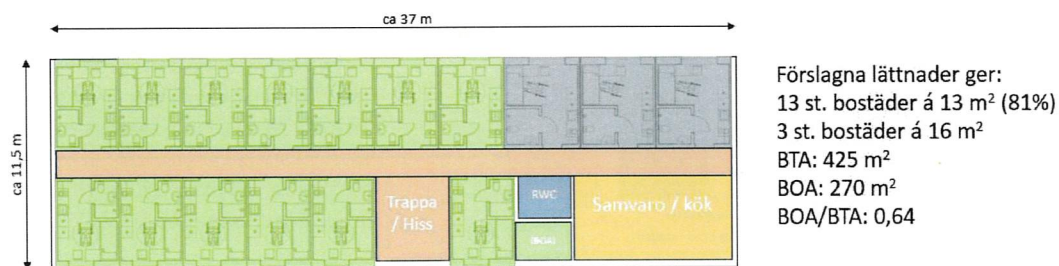 ca 37 m
ca 11,5 m
Trappa
/ Hiss
RWC
(BOA)
Samvaro / kök
Förslagna lättnader ger:
13 st. bostäder á 13 m² (81%)
3 st. bostäder á 16 m²
BTA: 425 m²
BOA: 270 m²
BOA/BTA: 0,64